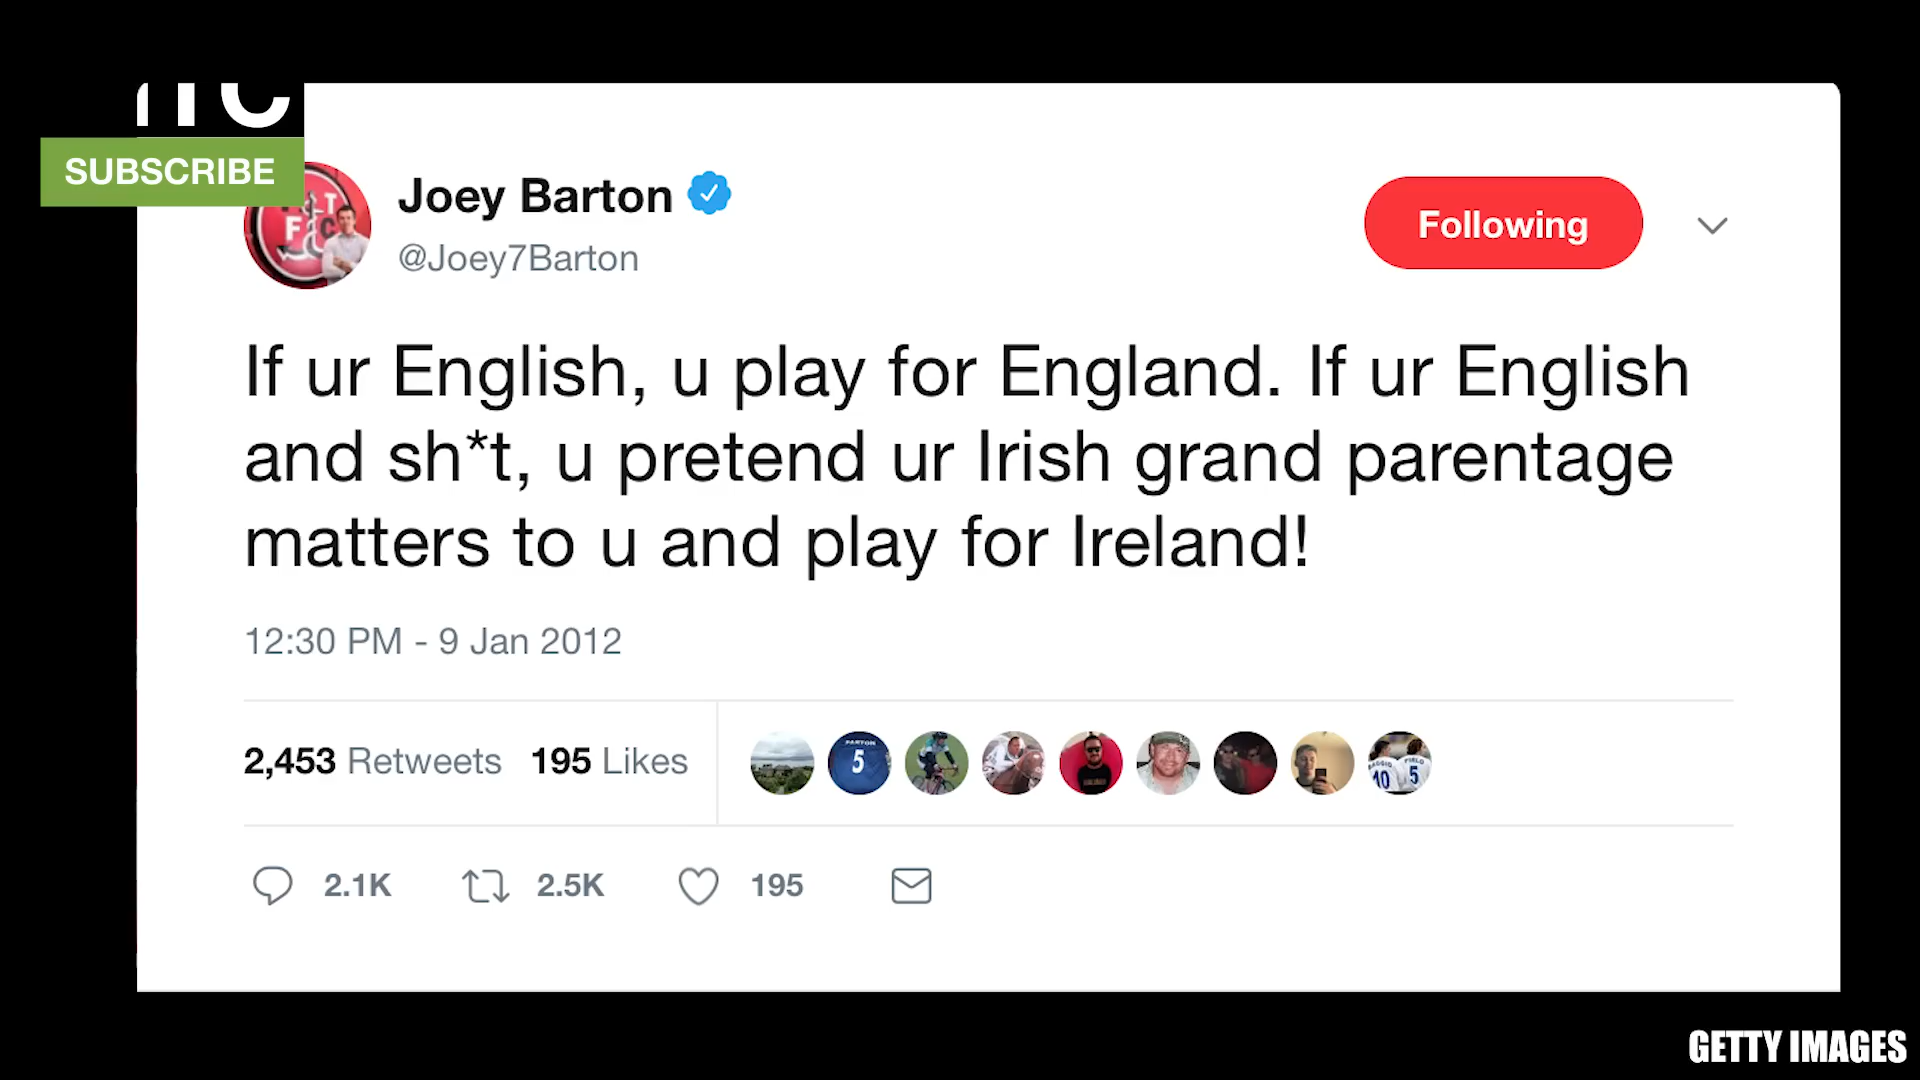 SUBSCRIBE
Joey Barton
@Joey7Barton
Following
If ur English, u play for England. If ur English
and sh*t, u pretend ur Irish grand parentage
matters to u and play for Ireland!
12:30 PM - 9 Jan 2012
2,453 Retweets 195 Likes
2.1K 2.5K 195
GETTY IMAGES